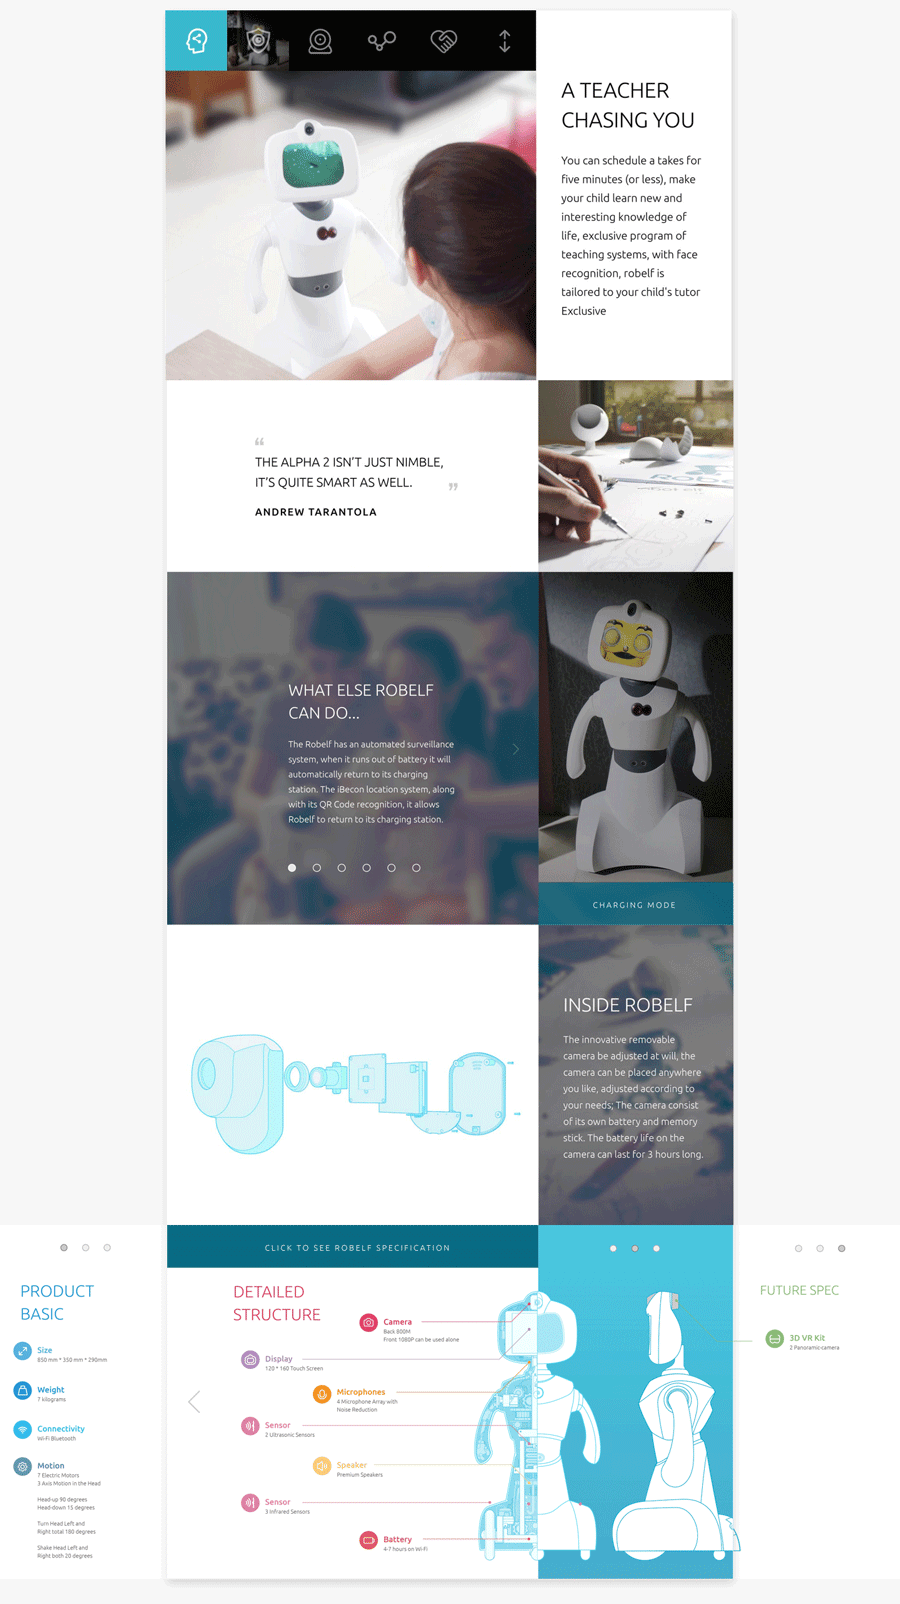 A TEACHER
CHASING YOU
You can schedule a takes for
five minutes (or less), make
your child learn new and
interesting knowledge of
life, exclusive program of
teaching systems, with face
recognition, robelf is
tailored to your child's tutor
Exclusive
“
THE ALPHA 2 ISN’T JUST NIMBLE,
IT’S QUITE SMART AS WELL.
”
ANDREW TARANTOLA
WHAT ELSE ROBELF
CAN DO...
The Robelf has an automated surveillance
system, when it runs out of battery it will
automatically return to its charging
station. The iBecon location system, along
with its QR Code recognition, it allows
Robelf to return to its charging station.
CHARGING MODE
INSIDE ROBELF
The innovative removable
camera be adjusted at will, the
camera can be placed anywhere
you like, adjusted according to
your needs; The camera consist
of its own battery and memory
stick. The battery life on the
camera can last for 3 hours long.
CLICK TO SEE ROBELF SPECIFICATION
PRODUCT
BASIC
Size
850 mm * 350 mm * 290mm
Weight
7 kilograms
Connectivity
Wi-Fi Bluetooth
Motion
7 Electric Motors
3 Axis Motion in the Head
Head-up 90 degrees
Head-down 15 degrees
Turn Head Left and
Right total 180 degrees
Shake Head Left and
Right both 20 degrees
DETAILED
STRUCTURE
Camera
Back 800M
Front 1080P can be used alone
Display
120 * 160 Touch Screen
Microphones
4 Microphone Array with
Noise Reduction
Sensor
2 Ultrasonic Sensors
Speaker
Premium Speakers
Sensor
3 Infrared Sensors
Battery
4-7 hours on Wi-Fi
FUTURE SPEC
3D VR Kit
2 Panoramic-camera